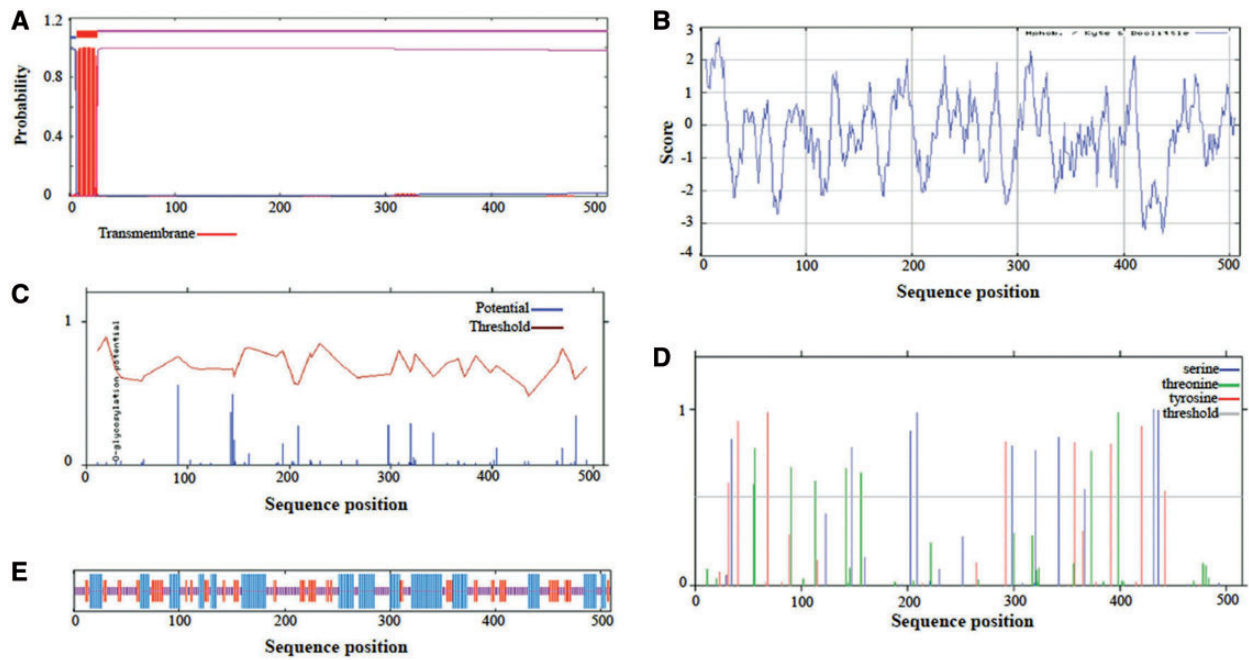 A
1.2
0.8
0.4
0
Probability
0 100 200 300 400 500
Transmembrane
B
3
2
1
0
-1
-2
-3
-4
Score
Hphob. / Kyte & Doolittle
0 100 200 300 400 500
Sequence position
C
1
0
O-glycosylation potential
Potential
Threshold
0 100 200 300 400 500
Sequence position
D
1
0
serine
threonine
tyrosine
threshold
0 100 200 300 400 500
Sequence position
E
0 100 200 300 400 500
Sequence position